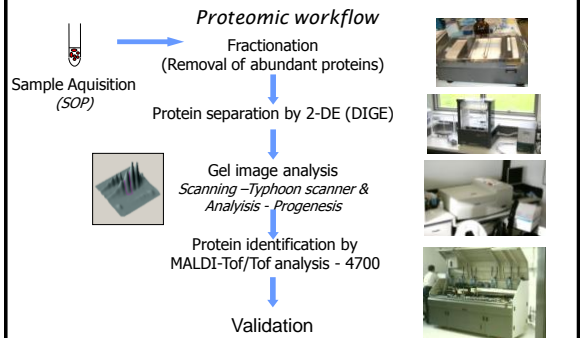 Proteomic workflow
Sample Aquisition
(SOP)
Fractionation
(Removal of abundant proteins)
Protein separation by 2-DE (DIGE)
Gel image analysis
Scanning –Typhoon scanner &
Analyisis - Progenesis
Protein identification by
MALDI-Tof/Tof analysis - 4700
Validation